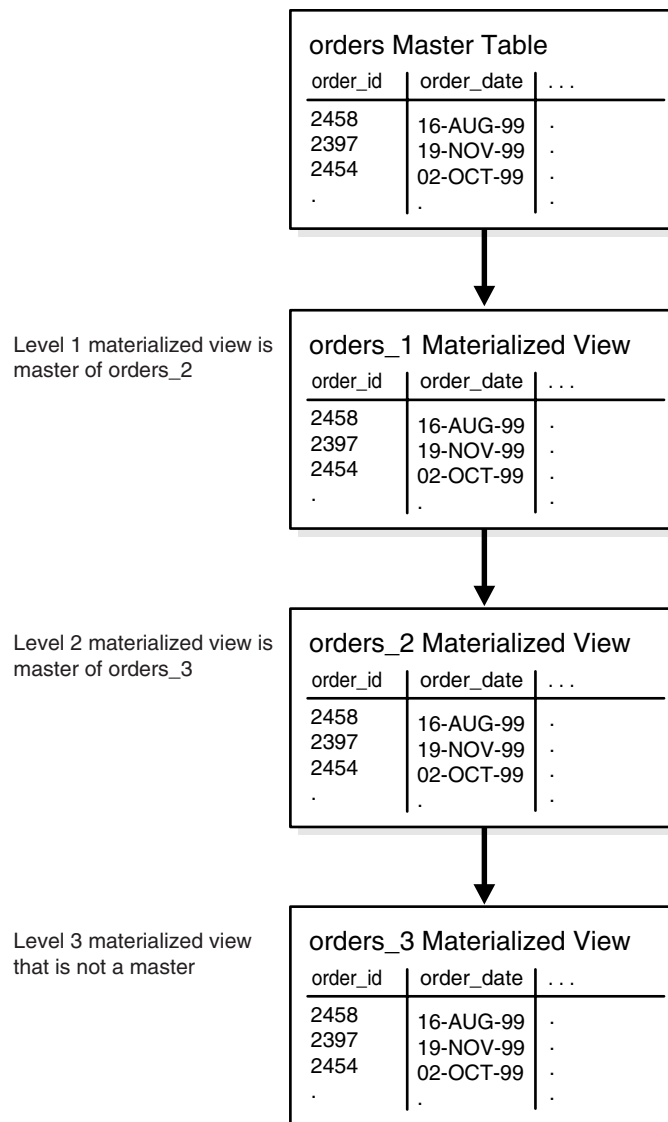 orders Master Table
order_id order_date . . .
2458 16-AUG-99 .
2397 19-NOV-99 .
2454 02-OCT-99 .
. . .
Level 1 materialized view is
master of orders_2
orders_1 Materialized View
order_id order_date . . .
2458 16-AUG-99 .
2397 19-NOV-99 .
2454 02-OCT-99 .
. . .
Level 2 materialized view is
master of orders_3
orders_2 Materialized View
order_id order_date . . .
2458 16-AUG-99 .
2397 19-NOV-99 .
2454 02-OCT-99 .
. . .
Level 3 materialized view
that is not a master
orders_3 Materialized View
order_id order_date . . .
2458 16-AUG-99 .
2397 19-NOV-99 .
2454 02-OCT-99 .
. . .